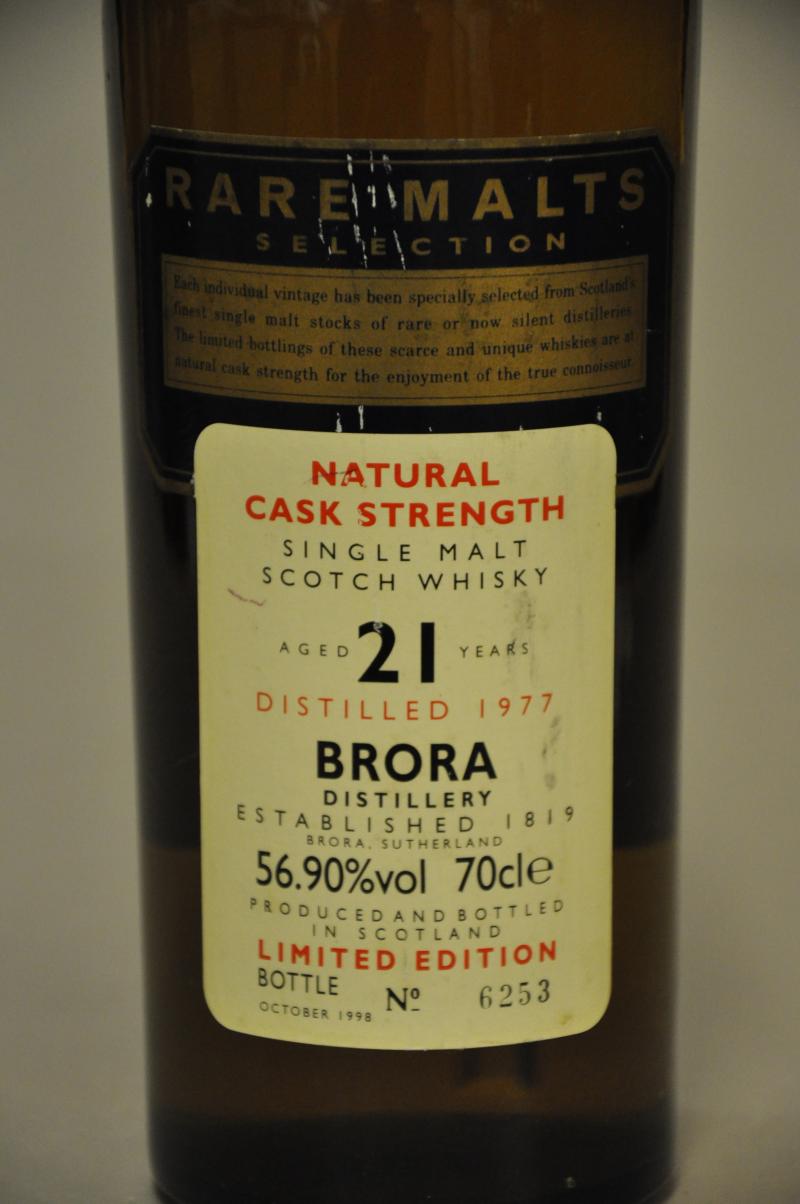 RARE MALTS
SELECTION
Each individual vintage has been specially selected from Scotland's
finest single malt stocks of rare or now silent distilleries.
The limited bottlings of these scarce and unique whiskies are at
natural cask strength for the enjoyment of the true connoisseur.
NATURAL
CASK STRENGTH
SINGLE MALT
SCOTCH WHISKY
AGED 21 YEARS
DISTILLED 1977
BRORA
DISTILLERY
ESTABLISHED 1819
BRORA, SUTHERLAND
56.90%vol 70cl e
PRODUCED AND BOTTLED
IN SCOTLAND
LIMITED EDITION
BOTTLE Nº 6253
OCTOBER 1998